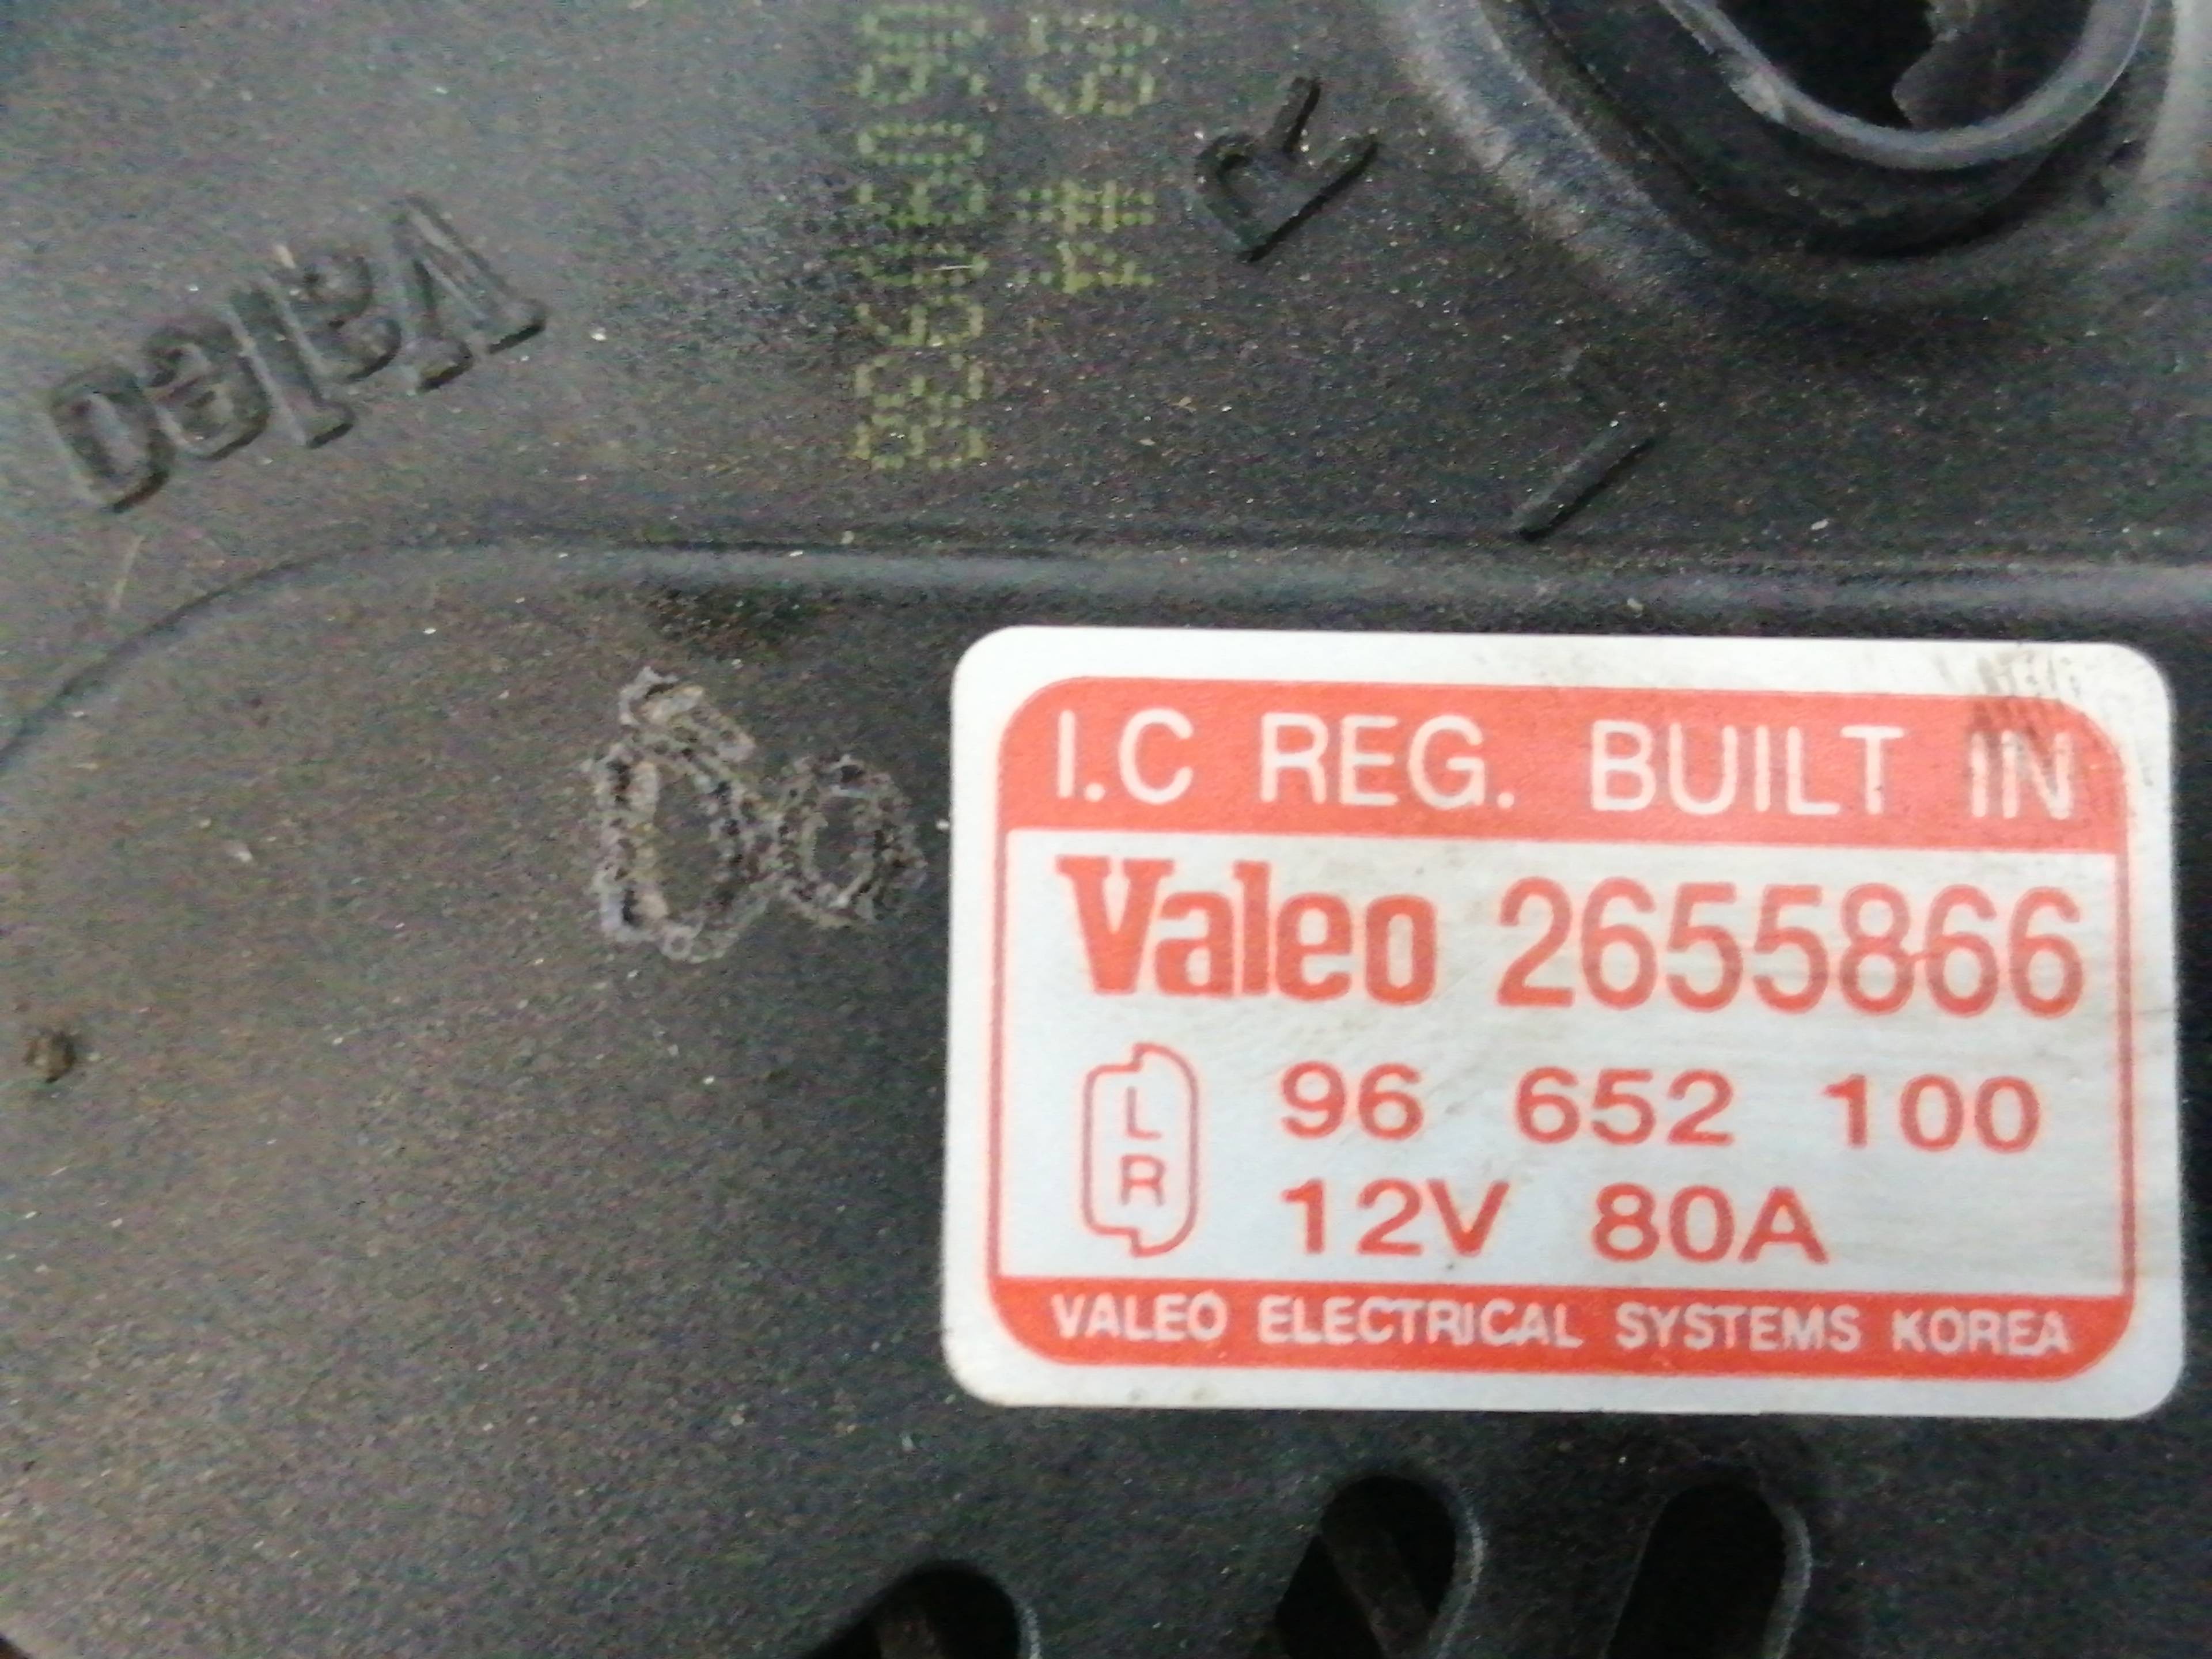 Valeo
R
L
I.C REG. BUILT IN
Valeo 2655866
L
R
96 652 100
12V 80A
VALEO ELECTRICAL SYSTEMS KOREA